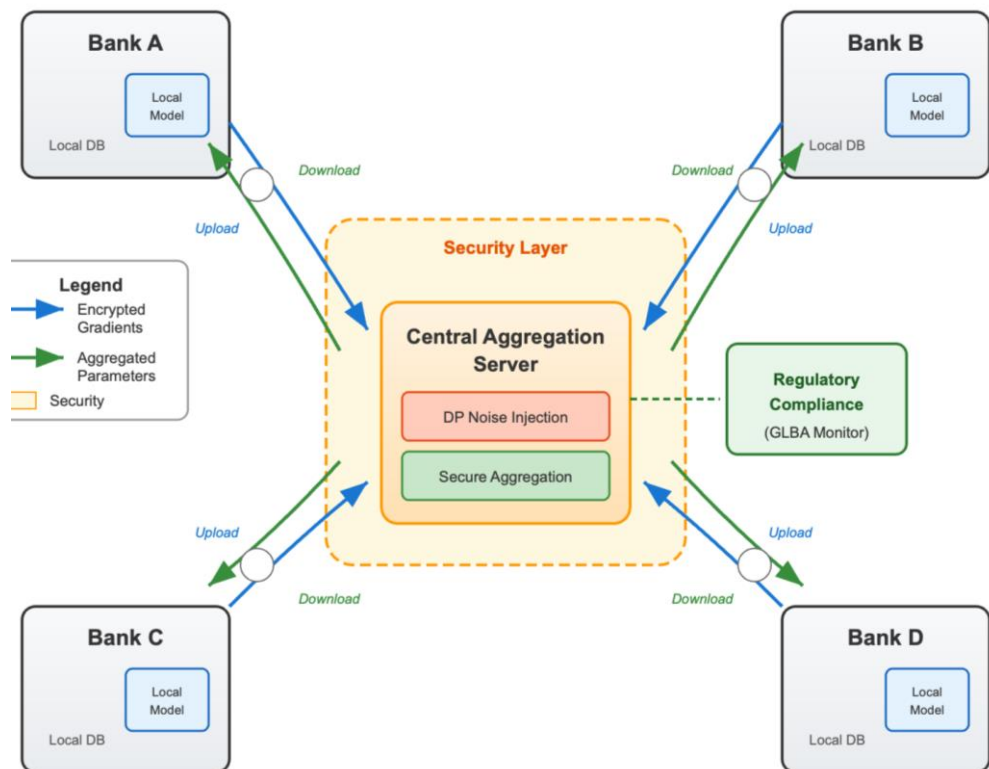 Bank A
Local
Model
Local DB
Bank B
Local
Model
Local DB
Download
Upload
Download
Upload
Security Layer
Legend
Encrypted
Gradients
Aggregated
Parameters
Security
Central Aggregation
Server
DP Noise Injection
Secure Aggregation
Regulatory
Compliance
(GLBA Monitor)
Upload
Download
Upload
Download
Bank C
Local
Model
Local DB
Bank D
Local
Model
Local DB